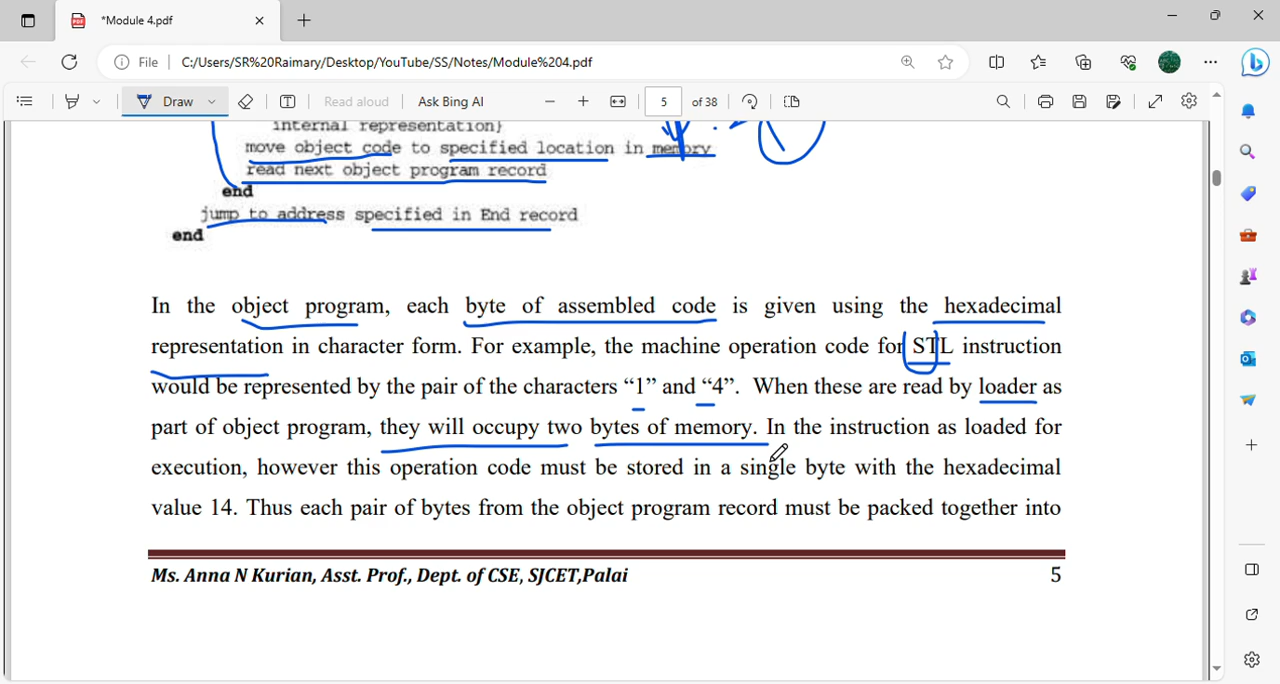 *Module 4.pdf
File C:/Users/SR%20Raimary/Desktop/YouTube/SS/Notes/Module%204.pdf
Draw Read aloud Ask Bing AI 5 of 38
internal representation}
move object code to specified location in memory
read next object program record
end
jump to address specified in End record
end
In the object program, each byte of assembled code is given using the hexadecimal
representation in character form. For example, the machine operation code for STL instruction
would be represented by the pair of the characters “1” and “4”. When these are read by loader as
part of object program, they will occupy two bytes of memory. In the instruction as loaded for
execution, however this operation code must be stored in a single byte with the hexadecimal
value 14. Thus each pair of bytes from the object program record must be packed together into
Ms. Anna N Kurian, Asst. Prof., Dept. of CSE, SJCET,Palai 5